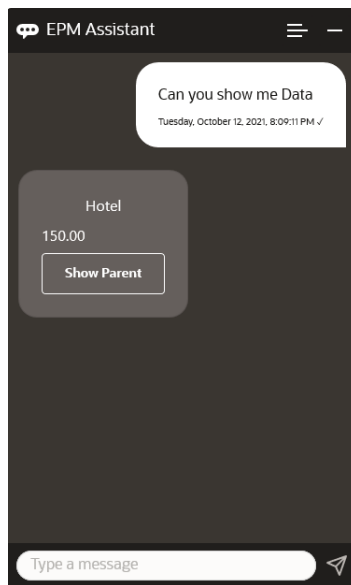 EPM Assistant
Can you show me Data
Tuesday, October 12, 2021, 8:09:11 PM ✓
Hotel
150.00
Show Parent
Type a message